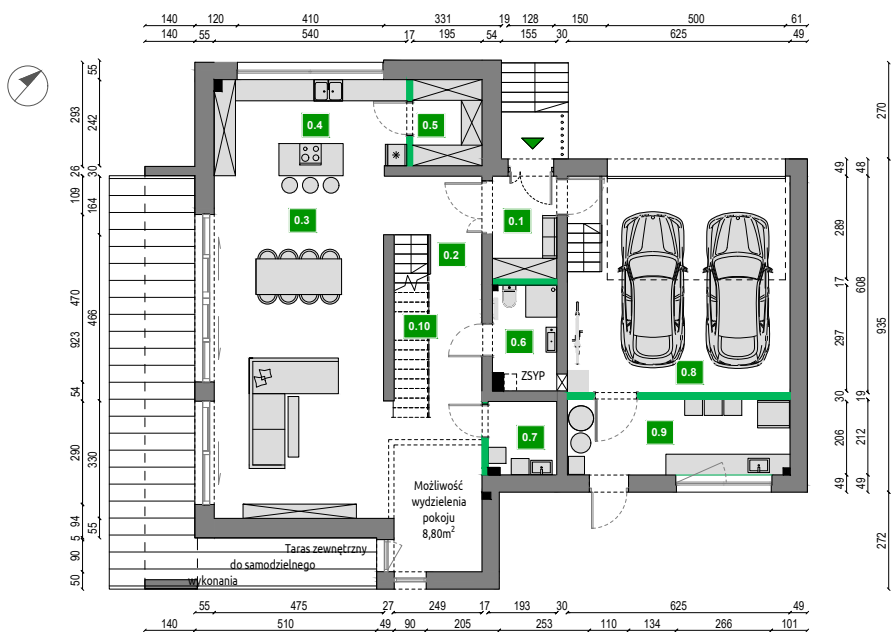 140 120 410 331 19 128 150 500 61
140 55 540 17 195 54 155 30 625 49
55
293 242
26 30
109 164
470 466
923
54
290 330
94 55
5
90
50
0.4
0.5
0.3
0.1
0.2
0.10
0.6
ZSYP
0.8
0.7
0.9
Możliwość
wydzielenia
pokoju
8,80m²
Taras zewnętrzny
do samodzielnego
wykonania
270
49 48
289
17 608
297 935
30 19
206 212
49 49
272
55 475 27 249 17 193 30 625 49
140 510 49 90 205 253 110 134 266 101